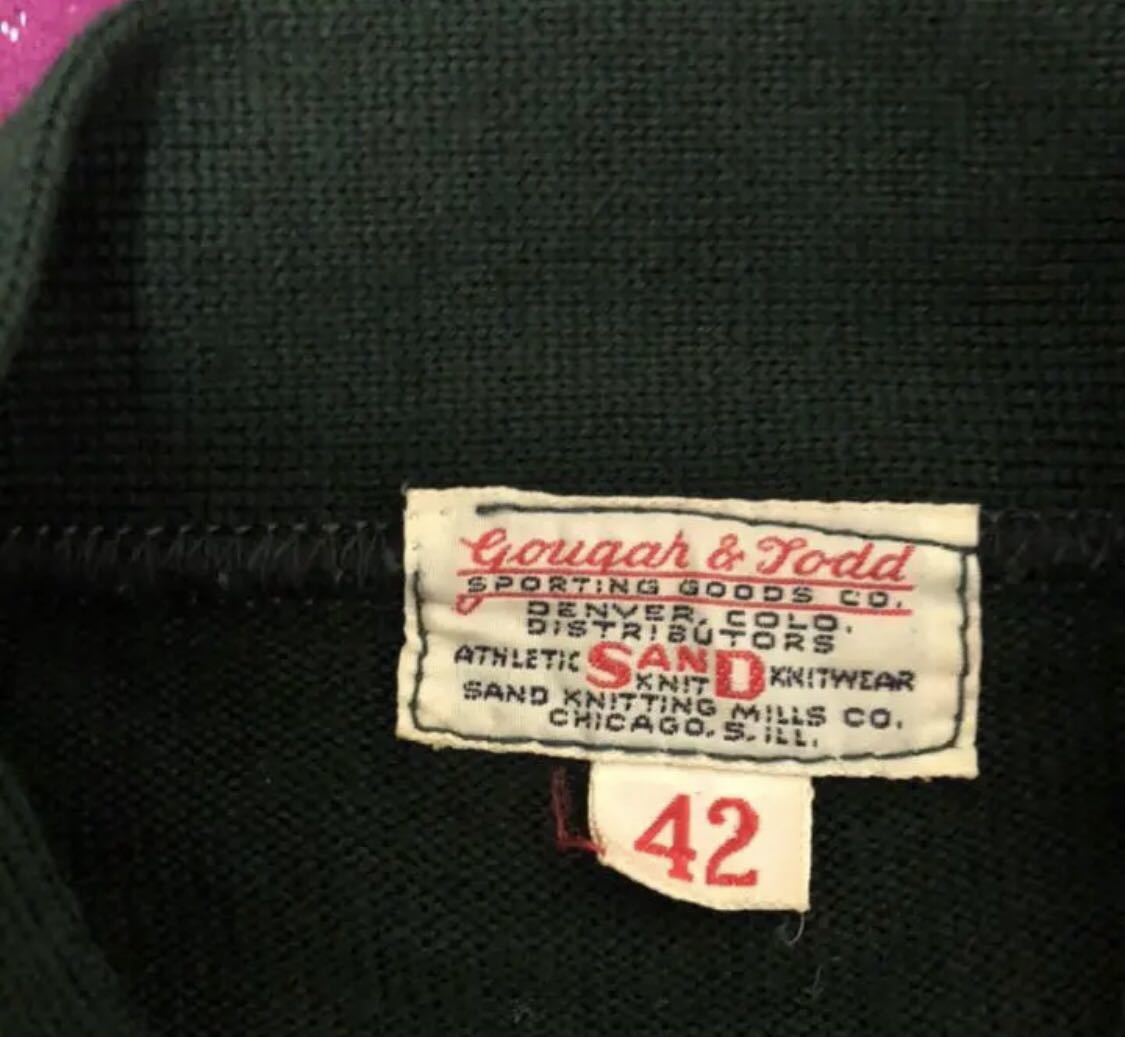 Gougar & Todd
SPORTING GOODS CO.
DENVER, COLO.
DISTRIBUTORS
ATHLETIC SAND KNIT KNITWEAR
SAND KNITTING MILLS CO.
CHICAGO, S. ILL.
L 42